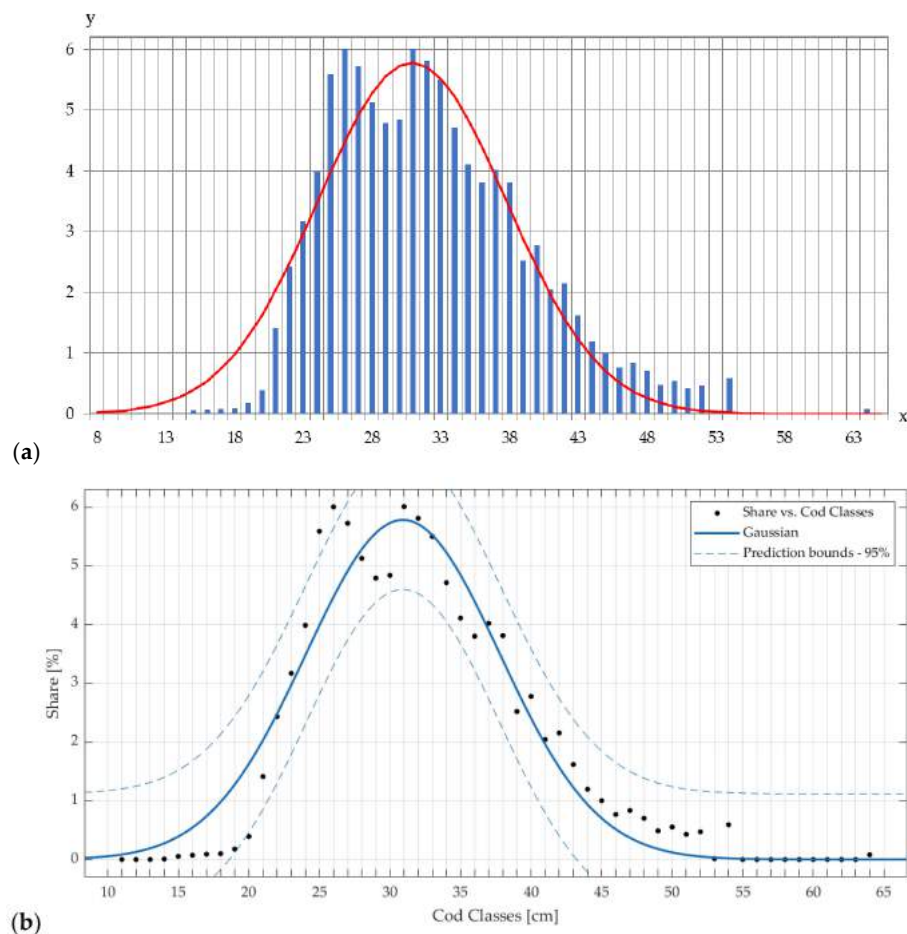 y
6
5
4
3
2
1
0
8 13 18 23 28 33 38 43 48 53 58 63 x
(a)
6
5
4
3
2
1
0
Share [%]
Share vs. Cod Classes
Gaussian
Prediction bounds - 95%
10 15 20 25 30 35 40 45 50 55 60 65
Cod Classes [cm]
(b)